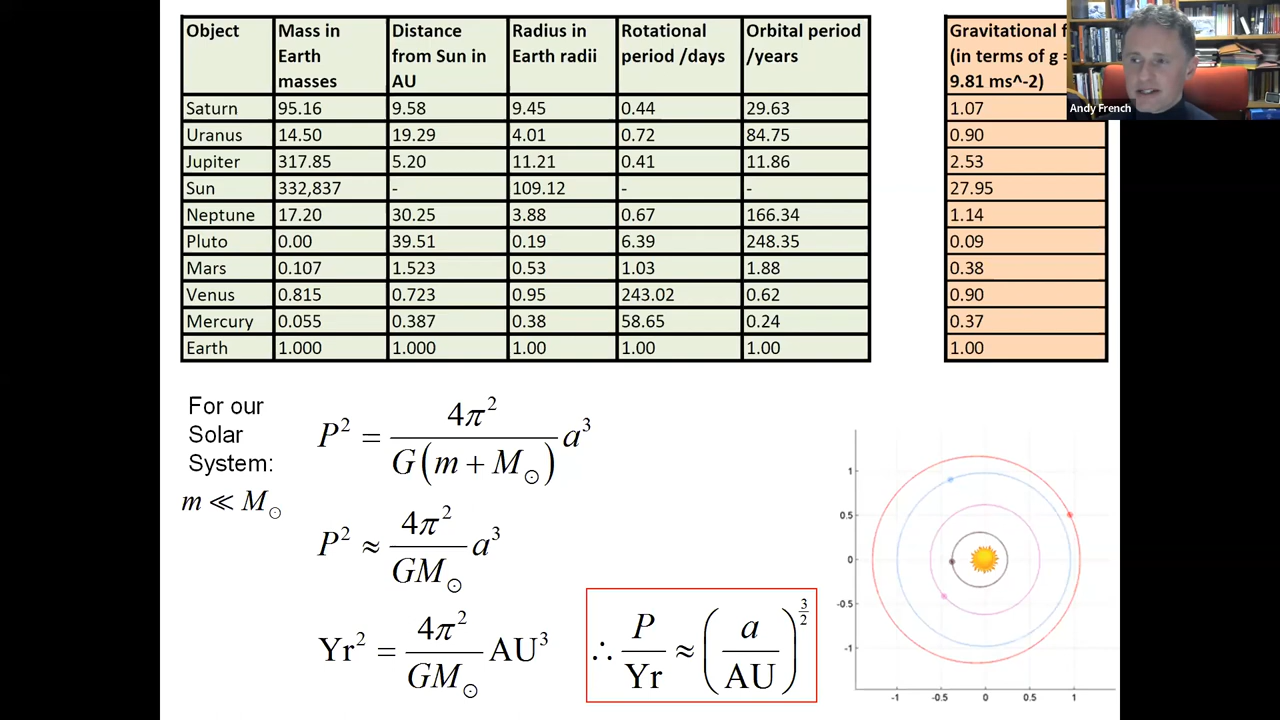 Object Mass in Earth masses Distance from Sun in AU Radius in Earth radii Rotational period /days Orbital period /years
Saturn 95.16 9.58 9.45 0.44 29.63
Uranus 14.50 19.29 4.01 0.72 84.75
Jupiter 317.85 5.20 11.21 0.41 11.86
Sun 332,837 - 109.12 - -
Neptune 17.20 30.25 3.88 0.67 166.34
Pluto 0.00 39.51 0.19 6.39 248.35
Mars 0.107 1.523 0.53 1.03 1.88
Venus 0.815 0.723 0.95 243.02 0.62
Mercury 0.055 0.387 0.38 58.65 0.24
Earth 1.000 1.000 1.00 1.00 1.00
Gravitational
(in terms of g =
9.81 ms^-2)
1.07
0.90
2.53
27.95
1.14
0.09
0.38
0.90
0.37
1.00
Andy French
For our
Solar
System:
m ≪ M☉
P² = 4π² / G(m + M☉) a³
P² ≈ 4π² / GM☉ a³
Yr² = 4π² / GM☉ AU³
∴ P/Yr ≈ (a/AU)^(3/2)
1
0.5
0
-0.5
-1
-1 -0.5 0 0.5 1